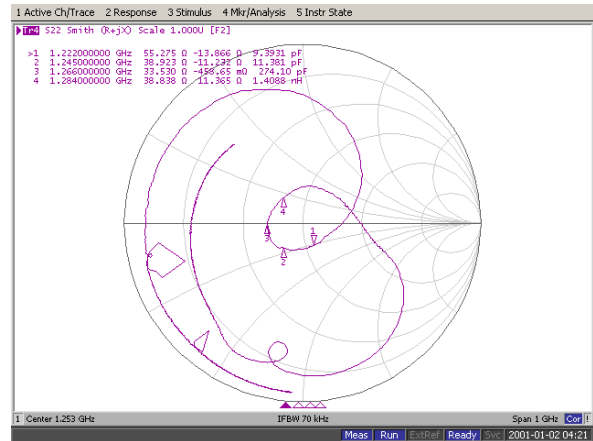 1 Active Ch/Trace 2 Response 3 Stimulus 4 Mkr/Analysis 5 Instr State
Tr4 S22 Smith (R+jX) Scale 1.000U [F2]
>1 1.222000000 GHz 55.275 Ω -13.866 Ω 9.3931 pF
2 1.245000000 GHz 38.923 Ω -11.232 Ω 11.381 pF
3 1.266000000 GHz 33.530 Ω -458.65 mΩ 274.10 pF
4 1.284000000 GHz 38.838 Ω 11.365 Ω 1.4088 nH
4
1
3
2
1 Center 1.253 GHz IFBW 70 kHz Span 1 GHz Cor !
Meas Run ExtRef Ready Svc 2001-01-02 04:21